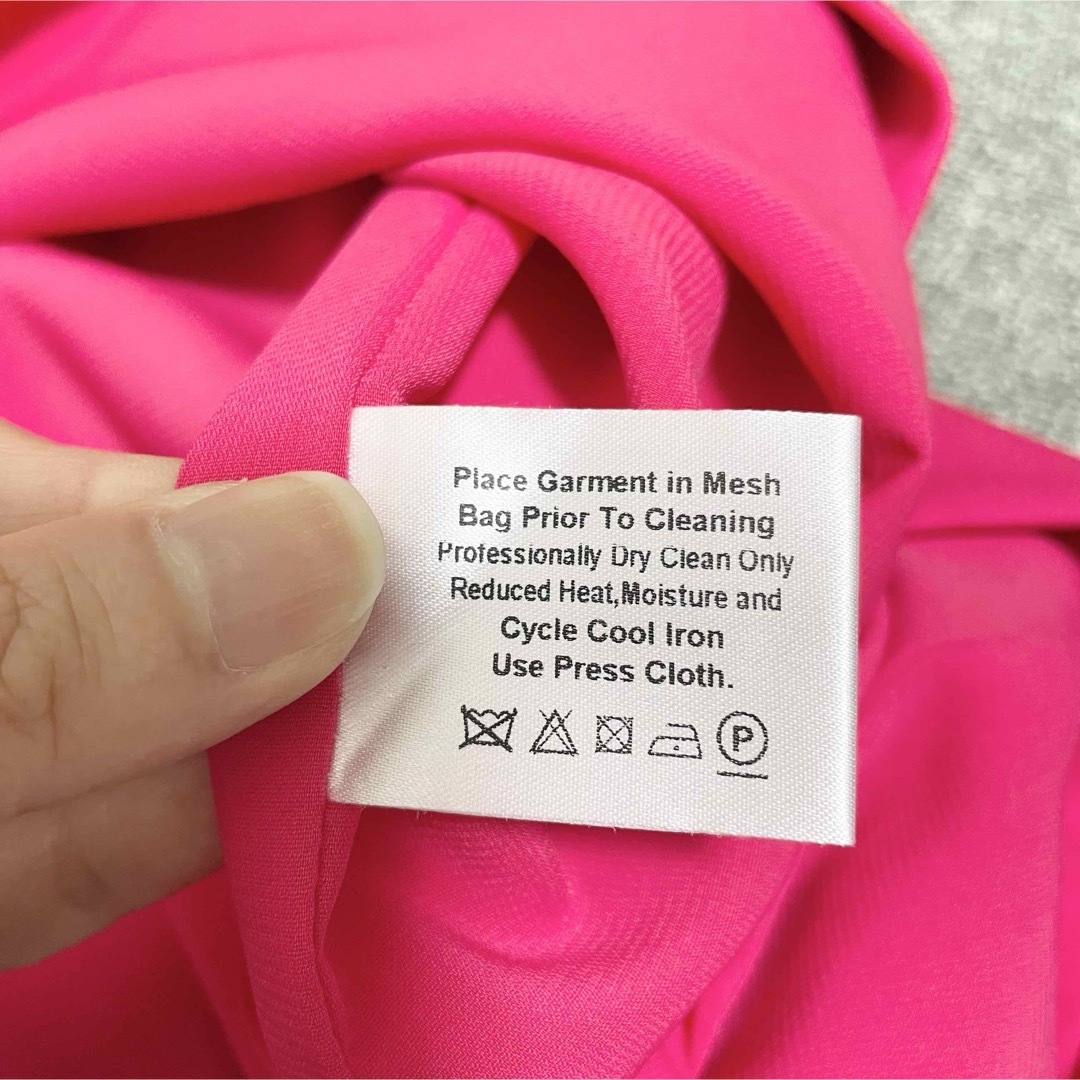 Place Garment in Mesh
Bag Prior To Cleaning
Professionally Dry Clean Only
Reduced Heat,Moisture and
Cycle Cool Iron
Use Press Cloth.
P